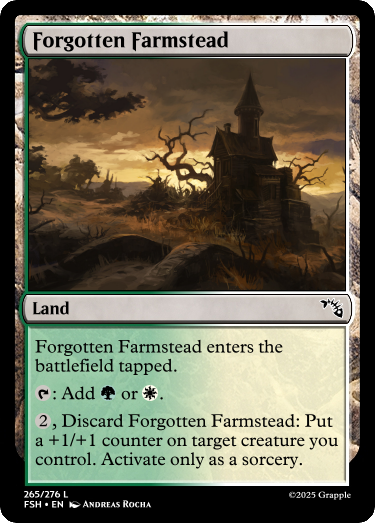 Forgotten Farmstead
Land
Forgotten Farmstead enters the
battlefield tapped.
: Add or .
2, Discard Forgotten Farmstead: Put
a +1/+1 counter on target creature you
control. Activate only as a sorcery.
265/276 L
FSH • EN Andreas Rocha
©2025 Grapple